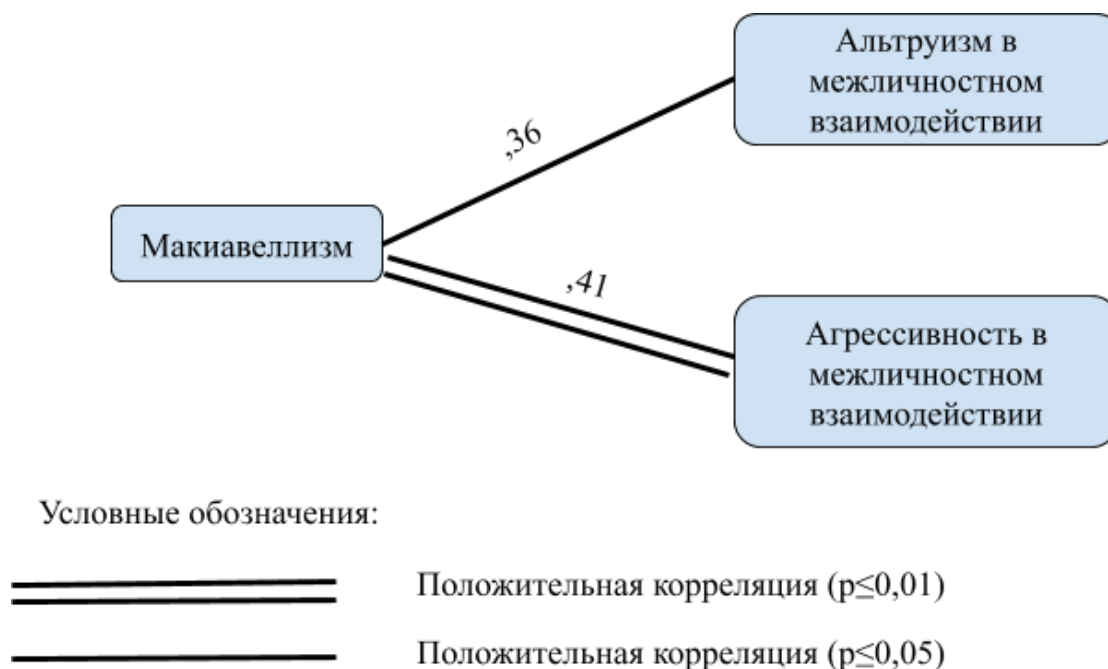 Альтруизм в
межличностном
взаимодействии
,36
Макиавеллизм
,41
Агрессивность в
межличностном
взаимодействии
Условные обозначения:
Положительная корреляция (p≤0,01)
Положительная корреляция (p≤0,05)